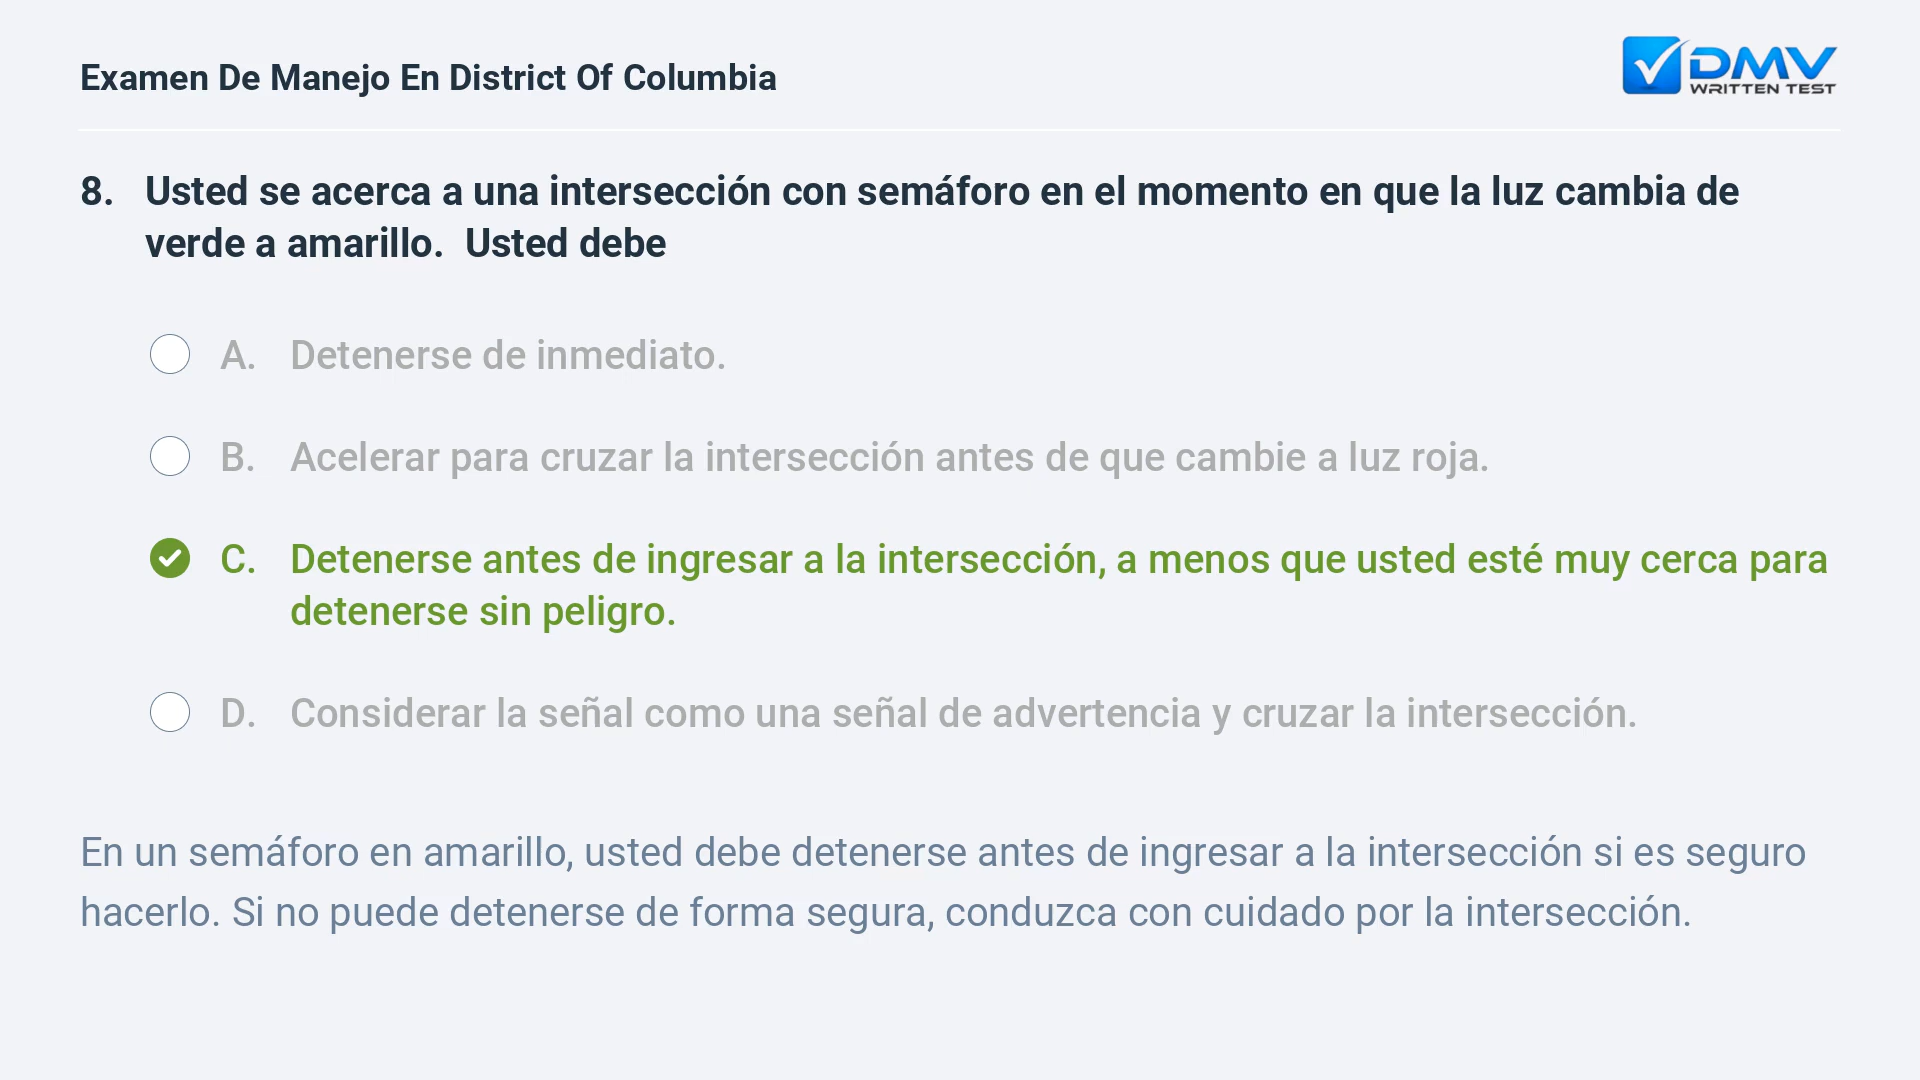 Examen De Manejo En District Of Columbia
DMV
WRITTEN TEST
8. Usted se acerca a una intersección con semáforo en el momento en que la luz cambia de
verde a amarillo. Usted debe
A. Detenerse de inmediato.
B. Acelerar para cruzar la intersección antes de que cambie a luz roja.
C. Detenerse antes de ingresar a la intersección, a menos que usted esté muy cerca para
detenerse sin peligro.
D. Considerar la señal como una señal de advertencia y cruzar la intersección.
En un semáforo en amarillo, usted debe detenerse antes de ingresar a la intersección si es seguro
hacerlo. Si no puede detenerse de forma segura, conduzca con cuidado por la intersección.